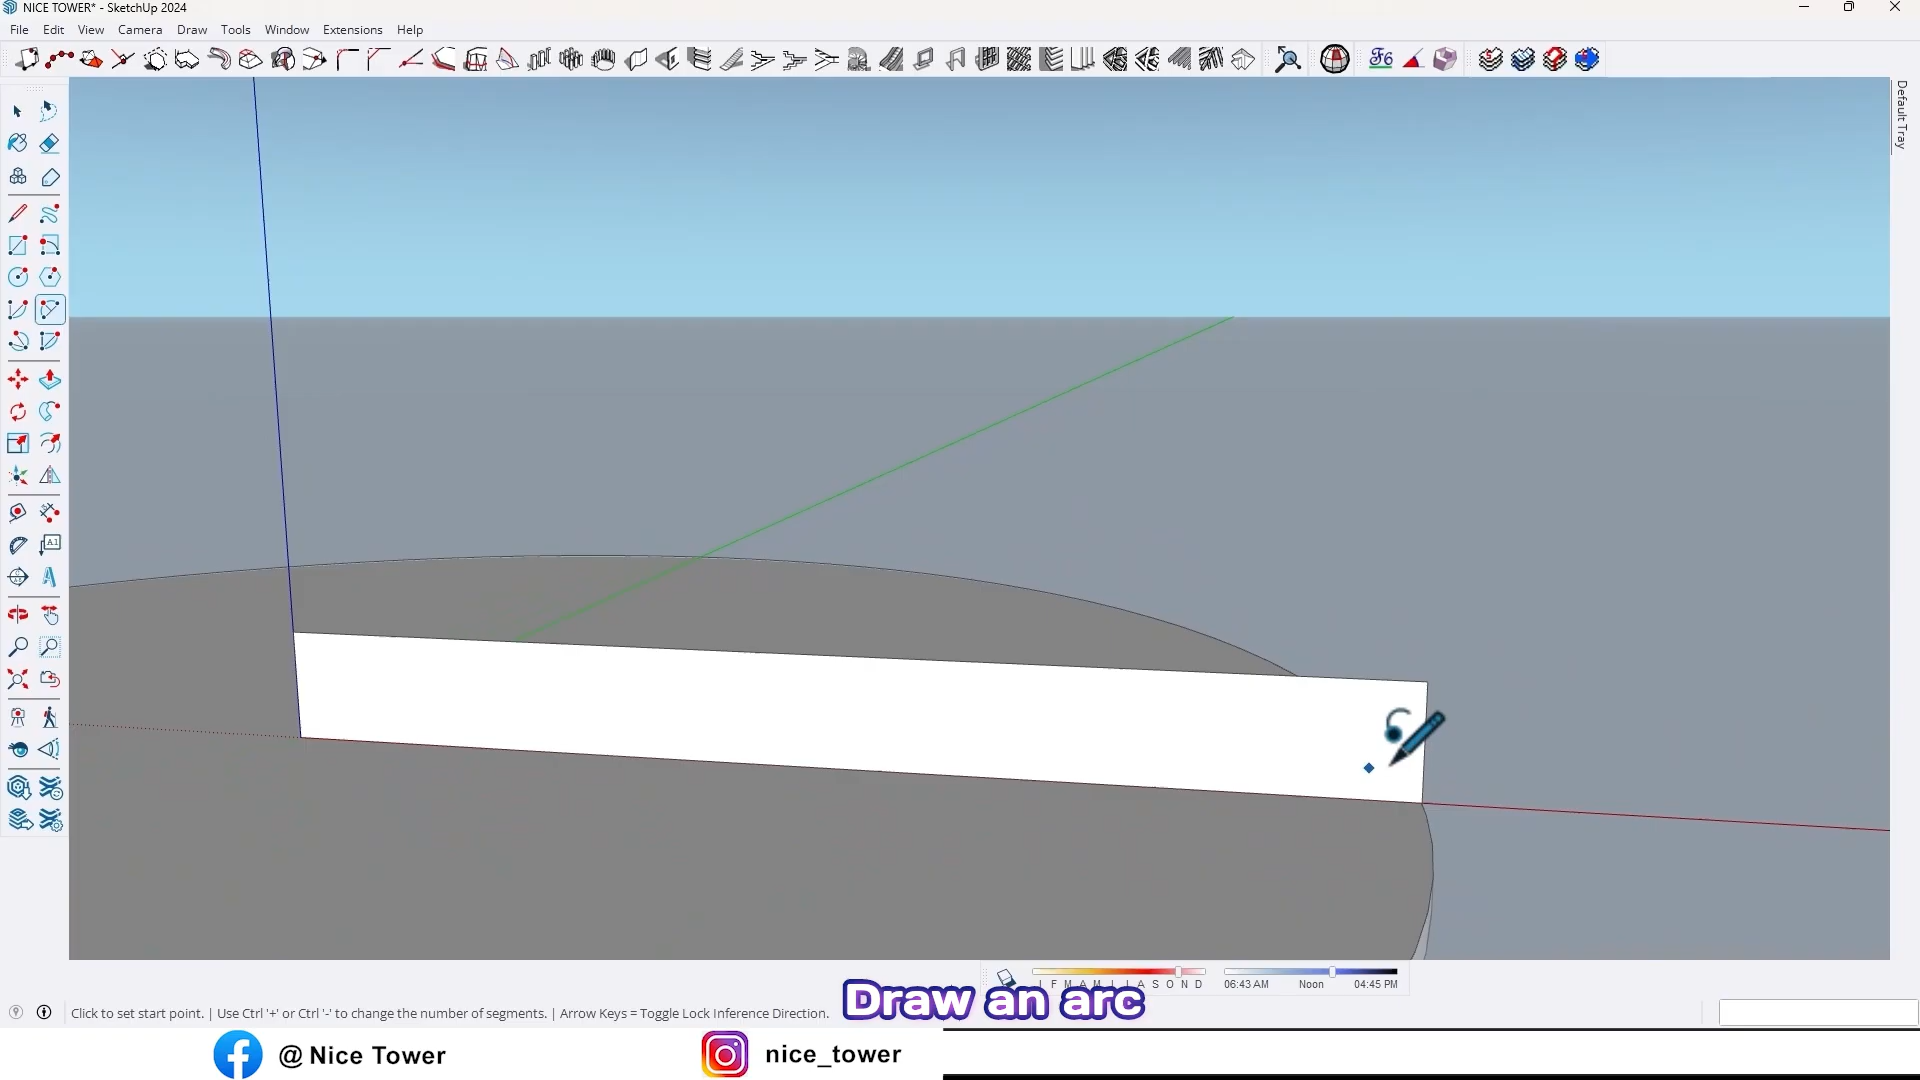 NICE TOWER* - SketchUp 2024
File Edit View Camera Draw Tools Window Extensions Help
F6
Default Tray
A1
J F M A M J J A S O N D 06:43 AM Noon 04:45 PM
Draw an arc
Click to set start point. | Use Ctrl '+' or Ctrl '-' to change the number of segments. | Arrow Keys = Toggle Lock Inference Direction.
@ Nice Tower nice_tower